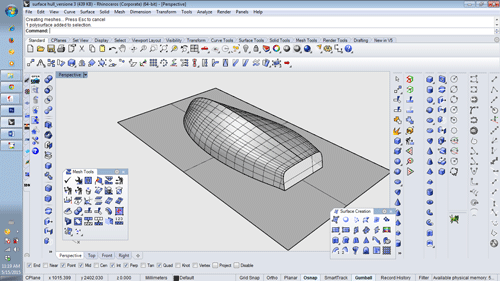 surface hull_versione 3 (439 KB) - Rhinoceros (Corporate) (64-bit) - [Perspective]
File Edit View Curve Surface Solid Mesh Dimension Transform Tools Analyze Render Panels Help
Creating meshes... Press Esc to cancel
1 polysurface added to selection.
Command:
Standard CPlanes Set View Display Select Viewport Layout Visibility Transform Curve Tools Surface Tools Solid Tools Mesh Tools Render Tools Drafting New in V5
Perspective
Mesh Tools
Surface Creation
Perspective Top Front Right
End Near Point Mid Cen Int Perp Tan Quad Knot Vertex Project Disable
CPlane x 1015.399 y 2402.030 z 0.000 Millimeters Default Grid Snap Ortho Planar Osnap SmartTrack Gumball Record History Filter Available physical memory:
11:59 AM
5/15/2015